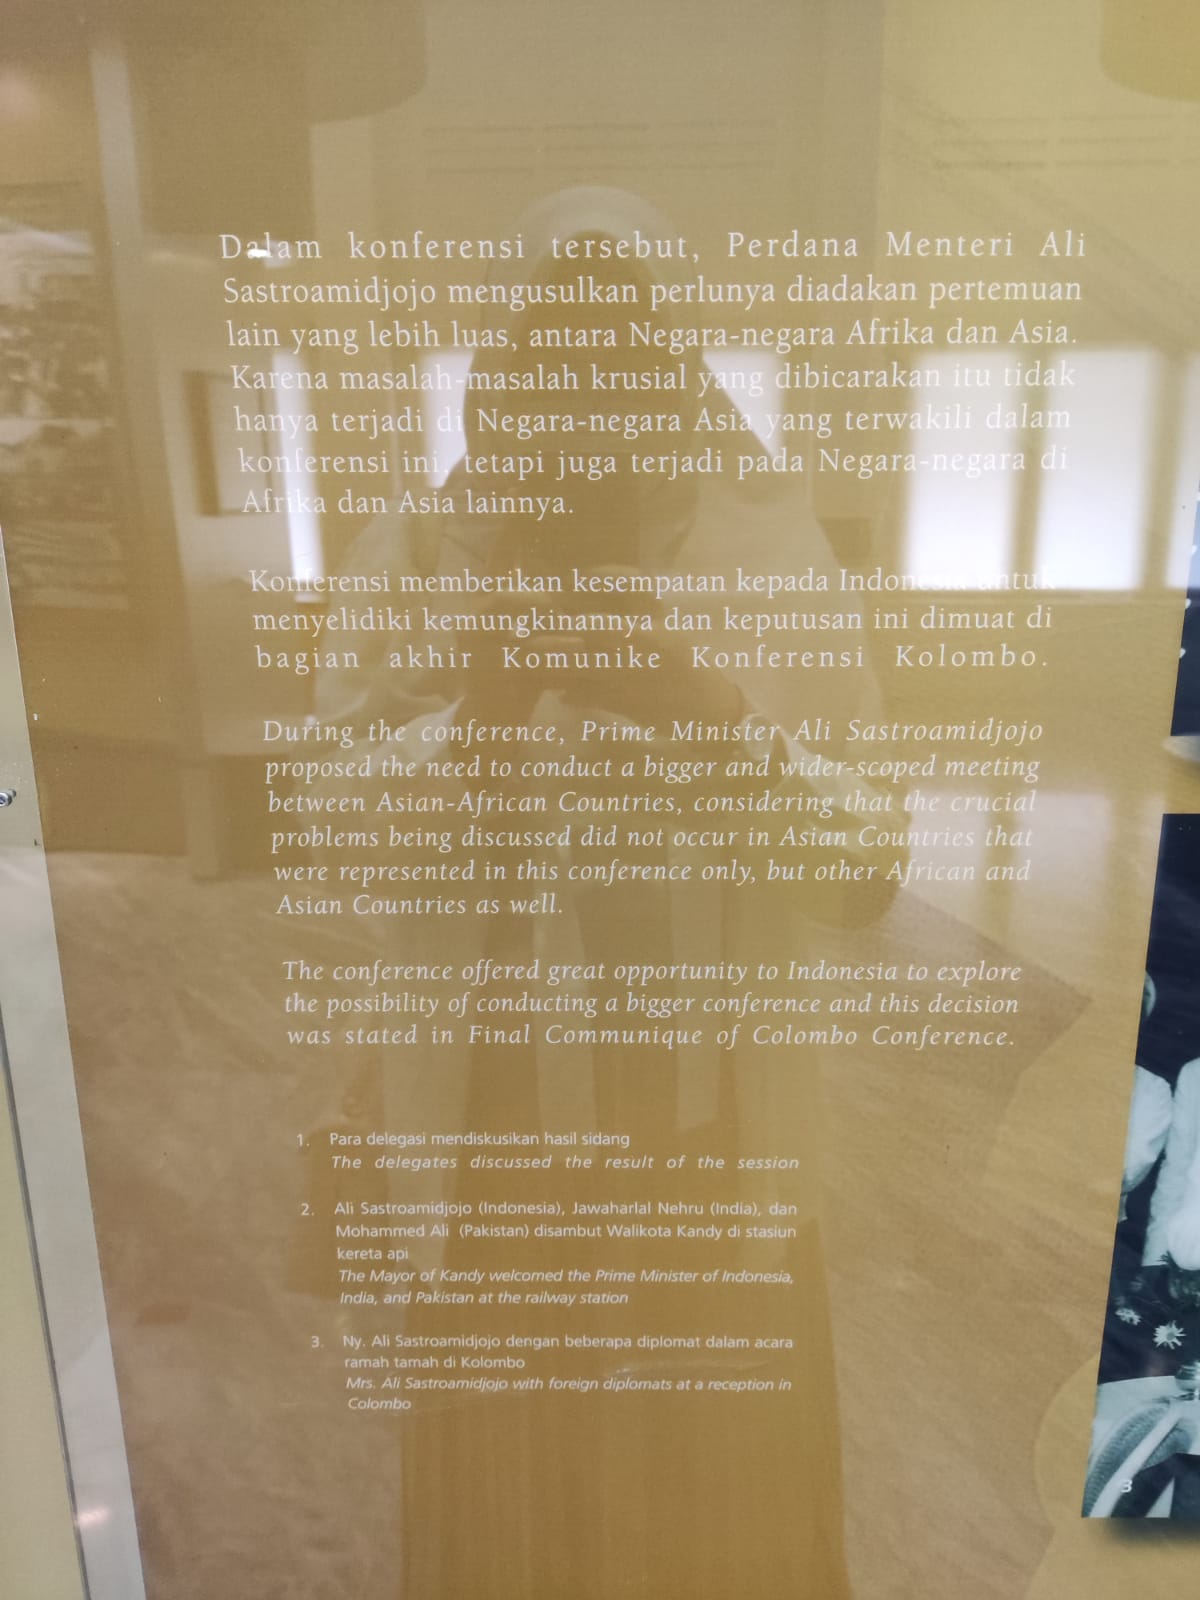 Dalam konferensi tersebut, Perdana Menteri Ali
Sastroamidjojo mengusulkan perlunya diadakan pertemuan
lain yang lebih luas, antara Negara-negara Afrika dan Asia.
Karena masalah-masalah krusial yang dibicarakan itu tidak
hanya terjadi di Negara-negara Asia yang terwakili dalam
konferensi ini, tetapi juga terjadi pada Negara-negara di
Afrika dan Asia lainnya.
Konferensi memberikan kesempatan kepada Indonesia untuk
menyelidiki kemungkinannya dan keputusan ini dimuat di
bagian akhir Komunike Konferensi Kolombo.
During the conference, Prime Minister Ali Sastroamidjojo
proposed the need to conduct a bigger and wider-scoped meeting
between Asian-African Countries, considering that the crucial
problems being discussed did not occur in Asian Countries that
were represented in this conference only, but other African and
Asian Countries as well.
The conference offered great opportunity to Indonesia to explore
the possibility of conducting a bigger conference and this decision
was stated in Final Communique of Colombo Conference.
1. Para delegasi mendiskusikan hasil sidang
The delegates discussed the result of the session
2. Ali Sastroamidjojo (Indonesia), Jawaharlal Nehru (India), dan
Mohammed Ali (Pakistan) disambut Walikota Kandy di stasiun
kereta api
The Mayor of Kandy welcomed the Prime Minister of Indonesia,
India, and Pakistan at the railway station
3. Ny. Ali Sastroamidjojo dengan beberapa diplomat dalam acara
ramah tamah di Kolombo
Mrs. Ali Sastroamidjojo with foreign diplomats at a reception in
Colombo
3